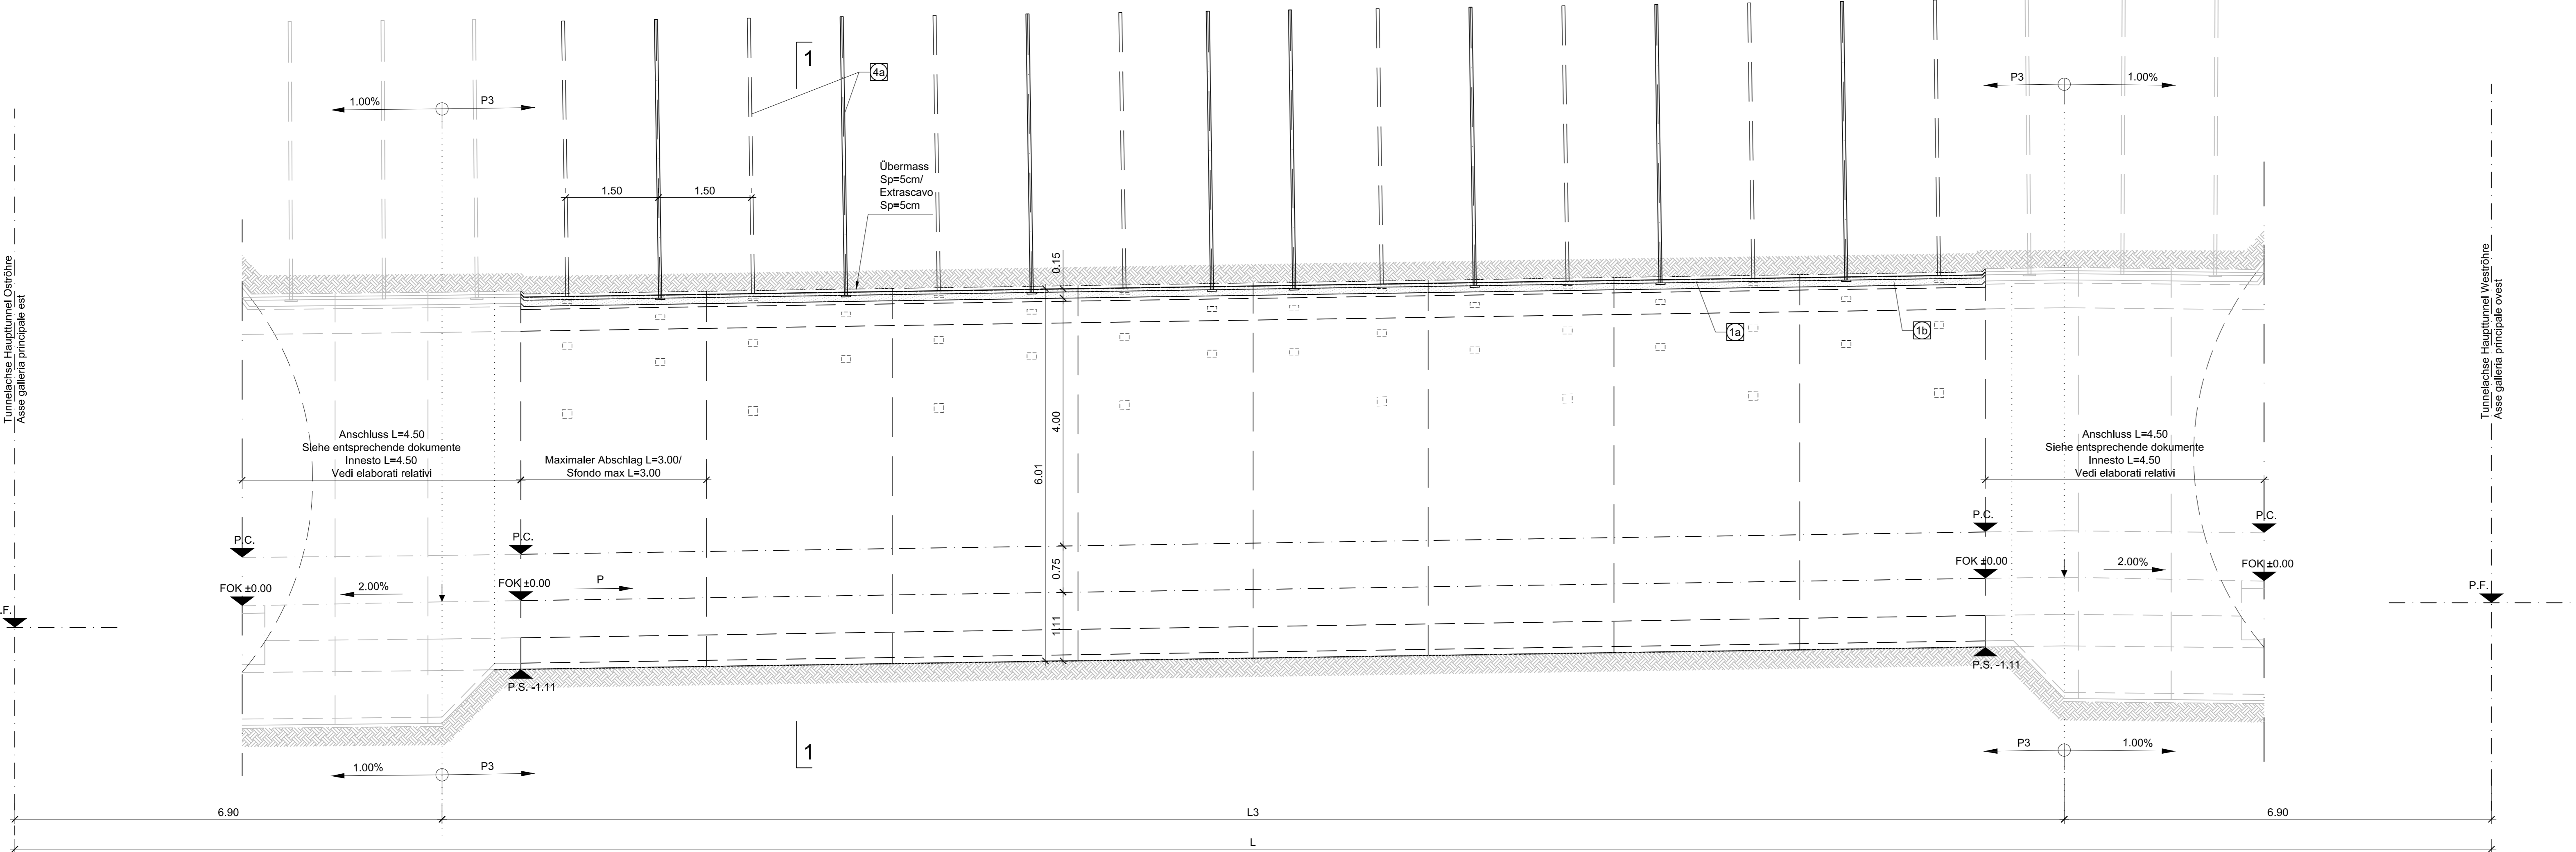 1
4a
1.00%
P3
P3
1.00%
Übermass
Sp=5cm/
Extrascavo
Sp=5cm
1.50
1.50
0.15
Tunnelachse Haupttunnel Oströhre
Asse galleria principale est
Tunnelachse Haupttunnel Weströhre
Asse galleria principale ovest
1a
1b
4.00
6.01
Anschluss L=4.50
Siehe entsprechende dokumente
Innesto L=4.50
Vedi elaborati relativi
Maximaler Abschlag L=3.00/
Sfondo max L=3.00
Anschluss L=4.50
Siehe entsprechende dokumente
Innesto L=4.50
Vedi elaborati relativi
P.C.
P.C.
P.C.
P.C.
0.75
FOK ±0.00
2.00%
FOK ±0.00
P
FOK ±0.00
2.00%
FOK ±0.00
.F.
P.F.
1.11
P.S. -1.11
P.S. -1.11
1
1.00%
P3
P3
1.00%
6.90
L3
6.90
L